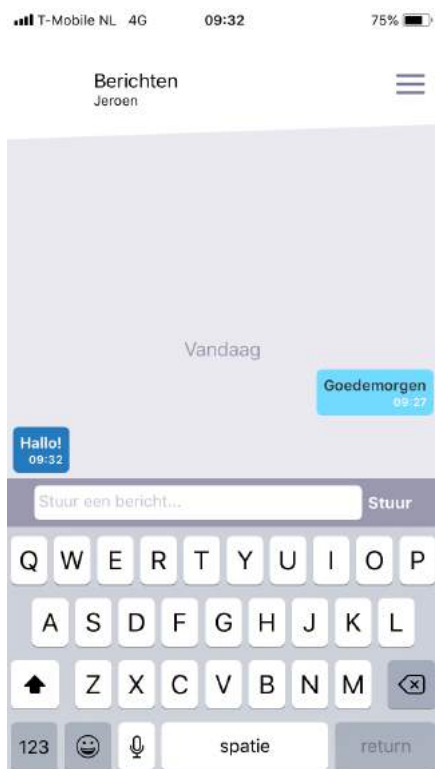 T-Mobile NL 4G 09:32 75%
Berichten
Jeroen
Vandaag
Goedemorgen
09:27
Hallo!
09:32
Stuur een bericht... Stuur
Q W E R T Y U I O P
A S D F G H J K L
Z X C V B N M
123 spatie return